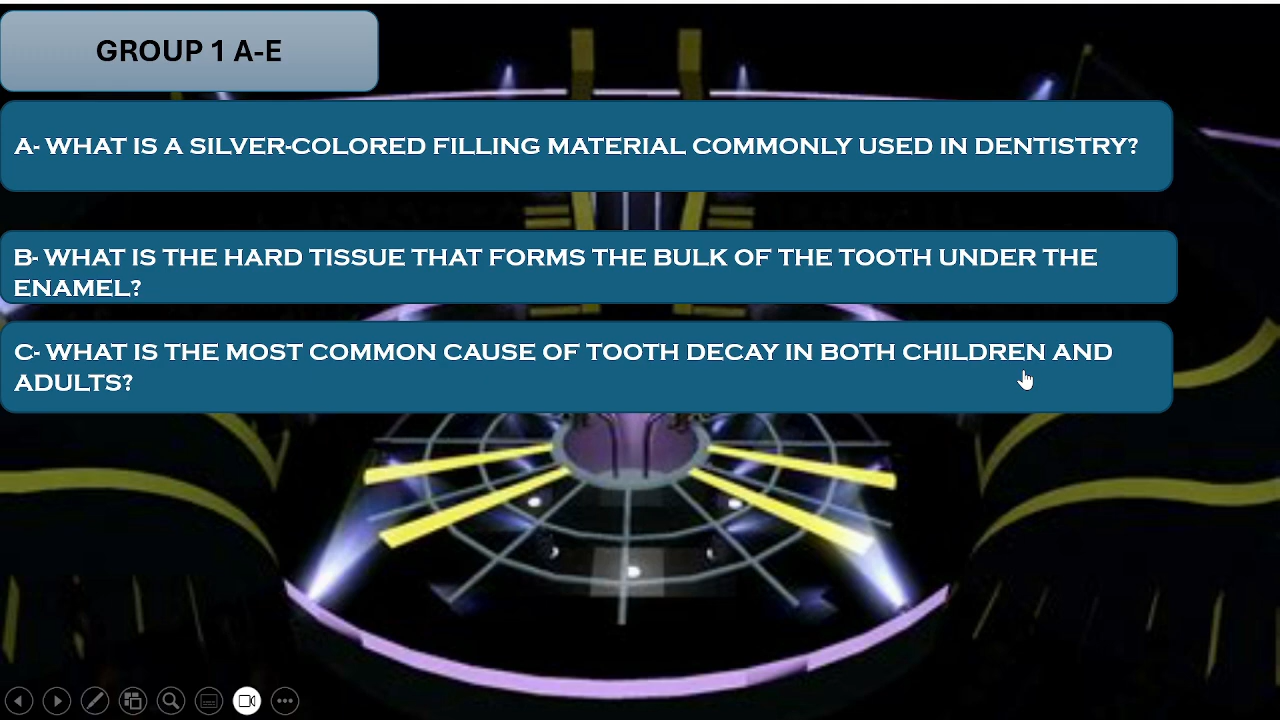 GROUP 1 A-E
A- WHAT IS A SILVER-COLORED FILLING MATERIAL COMMONLY USED IN DENTISTRY?
B- WHAT IS THE HARD TISSUE THAT FORMS THE BULK OF THE TOOTH UNDER THE
ENAMEL?
C- WHAT IS THE MOST COMMON CAUSE OF TOOTH DECAY IN BOTH CHILDREN AND
ADULTS?